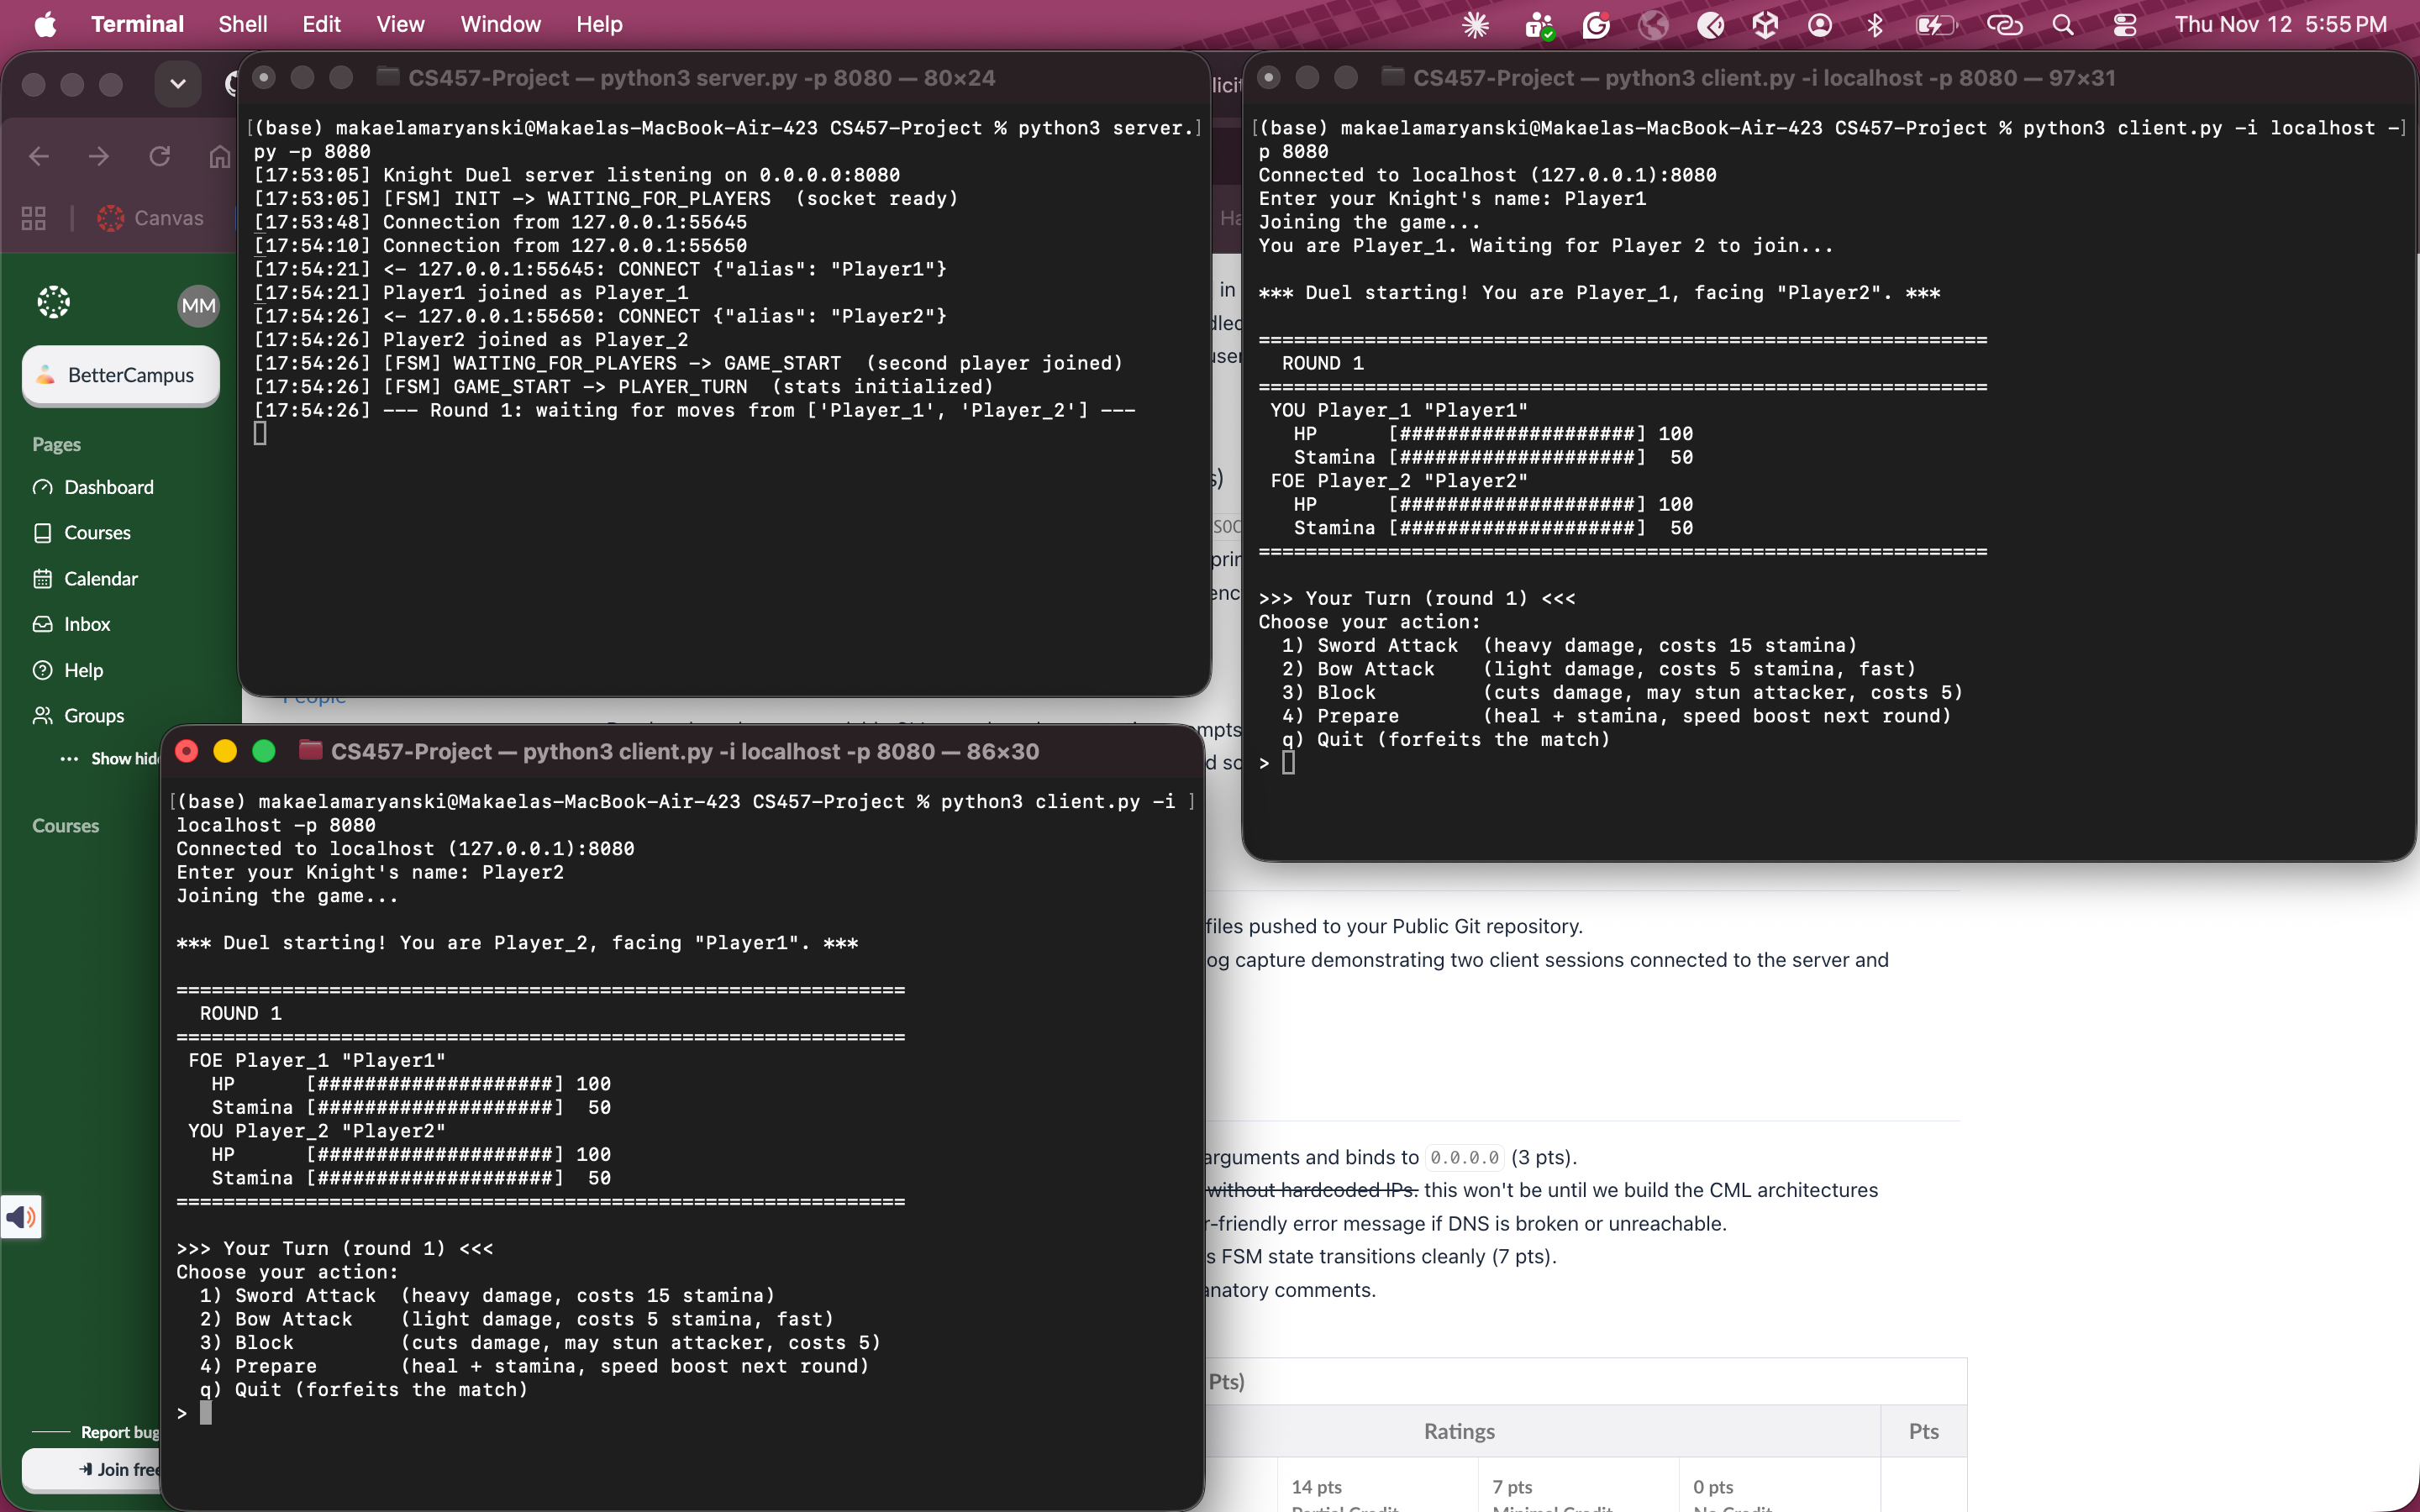 Terminal Shell Edit View Window Help
Thu Nov 12 5:55 PM
CS457-Project — python3 server.py -p 8080 — 80×24
[(base) makaelamaryanski@Makaelas-MacBook-Air-423 CS457-Project % python3 server.]
py -p 8080
[17:53:05] Knight Duel server listening on 0.0.0.0:8080
[17:53:05] [FSM] INIT -> WAITING_FOR_PLAYERS  (socket ready)
[17:53:48] Connection from 127.0.0.1:55645
[17:54:10] Connection from 127.0.0.1:55650
[17:54:21] <- 127.0.0.1:55645: CONNECT {"alias": "Player1"}
[17:54:21] Player1 joined as Player_1
[17:54:26] <- 127.0.0.1:55650: CONNECT {"alias": "Player2"}
[17:54:26] Player2 joined as Player_2
[17:54:26] [FSM] WAITING_FOR_PLAYERS -> GAME_START  (second player joined)
[17:54:26] [FSM] GAME_START -> PLAYER_TURN  (stats initialized)
[17:54:26] --- Round 1: waiting for moves from ['Player_1', 'Player_2'] ---
CS457-Project — python3 client.py -i localhost -p 8080 — 97×31
[(base) makaelamaryanski@Makaelas-MacBook-Air-423 CS457-Project % python3 client.py -i localhost -]
p 8080
Connected to localhost (127.0.0.1):8080
Enter your Knight's name: Player1
Joining the game...
You are Player_1. Waiting for Player 2 to join...
*** Duel starting! You are Player_1, facing "Player2". ***
==============================================================
ROUND 1
==============================================================
YOU Player_1 "Player1"
HP      [####################] 100
Stamina [####################]  50
FOE Player_2 "Player2"
HP      [####################] 100
Stamina [####################]  50
==============================================================
>>> Your Turn (round 1) <<<
Choose your action:
1) Sword Attack  (heavy damage, costs 15 stamina)
2) Bow Attack    (light damage, costs 5 stamina, fast)
3) Block         (cuts damage, may stun attacker, costs 5)
4) Prepare       (heal + stamina, speed boost next round)
q) Quit (forfeits the match)
>
Canvas
MM
BetterCampus
Pages
Dashboard
Courses
Calendar
Inbox
Help
Groups
Show
Courses
Report
Join
People
CS457-Project — python3 client.py -i localhost -p 8080 — 86×30
[(base) makaelamaryanski@Makaelas-MacBook-Air-423 CS457-Project % python3 client.py -i ]
localhost -p 8080
Connected to localhost (127.0.0.1):8080
Enter your Knight's name: Player2
Joining the game...
*** Duel starting! You are Player_2, facing "Player1". ***
==============================================================
ROUND 1
==============================================================
FOE Player_1 "Player1"
HP      [####################] 100
Stamina [####################]  50
YOU Player_2 "Player2"
HP      [####################] 100
Stamina [####################]  50
==============================================================
>>> Your Turn (round 1) <<<
Choose your action:
1) Sword Attack  (heavy damage, costs 15 stamina)
2) Bow Attack    (light damage, costs 5 stamina, fast)
3) Block         (cuts damage, may stun attacker, costs 5)
4) Prepare       (heal + stamina, speed boost next round)
q) Quit (forfeits the match)
>
in
files pushed to your Public Git repository.
capture demonstrating two client sessions connected to the server and
arguments and binds to 0.0.0.0 (3 pts).
without hardcoded IPs. this won't be until we build the CML architectures
-friendly error message if DNS is broken or unreachable.
s FSM state transitions cleanly (7 pts).
comments.
Pts)
Ratings Pts
14 pts 7 pts 0 pts